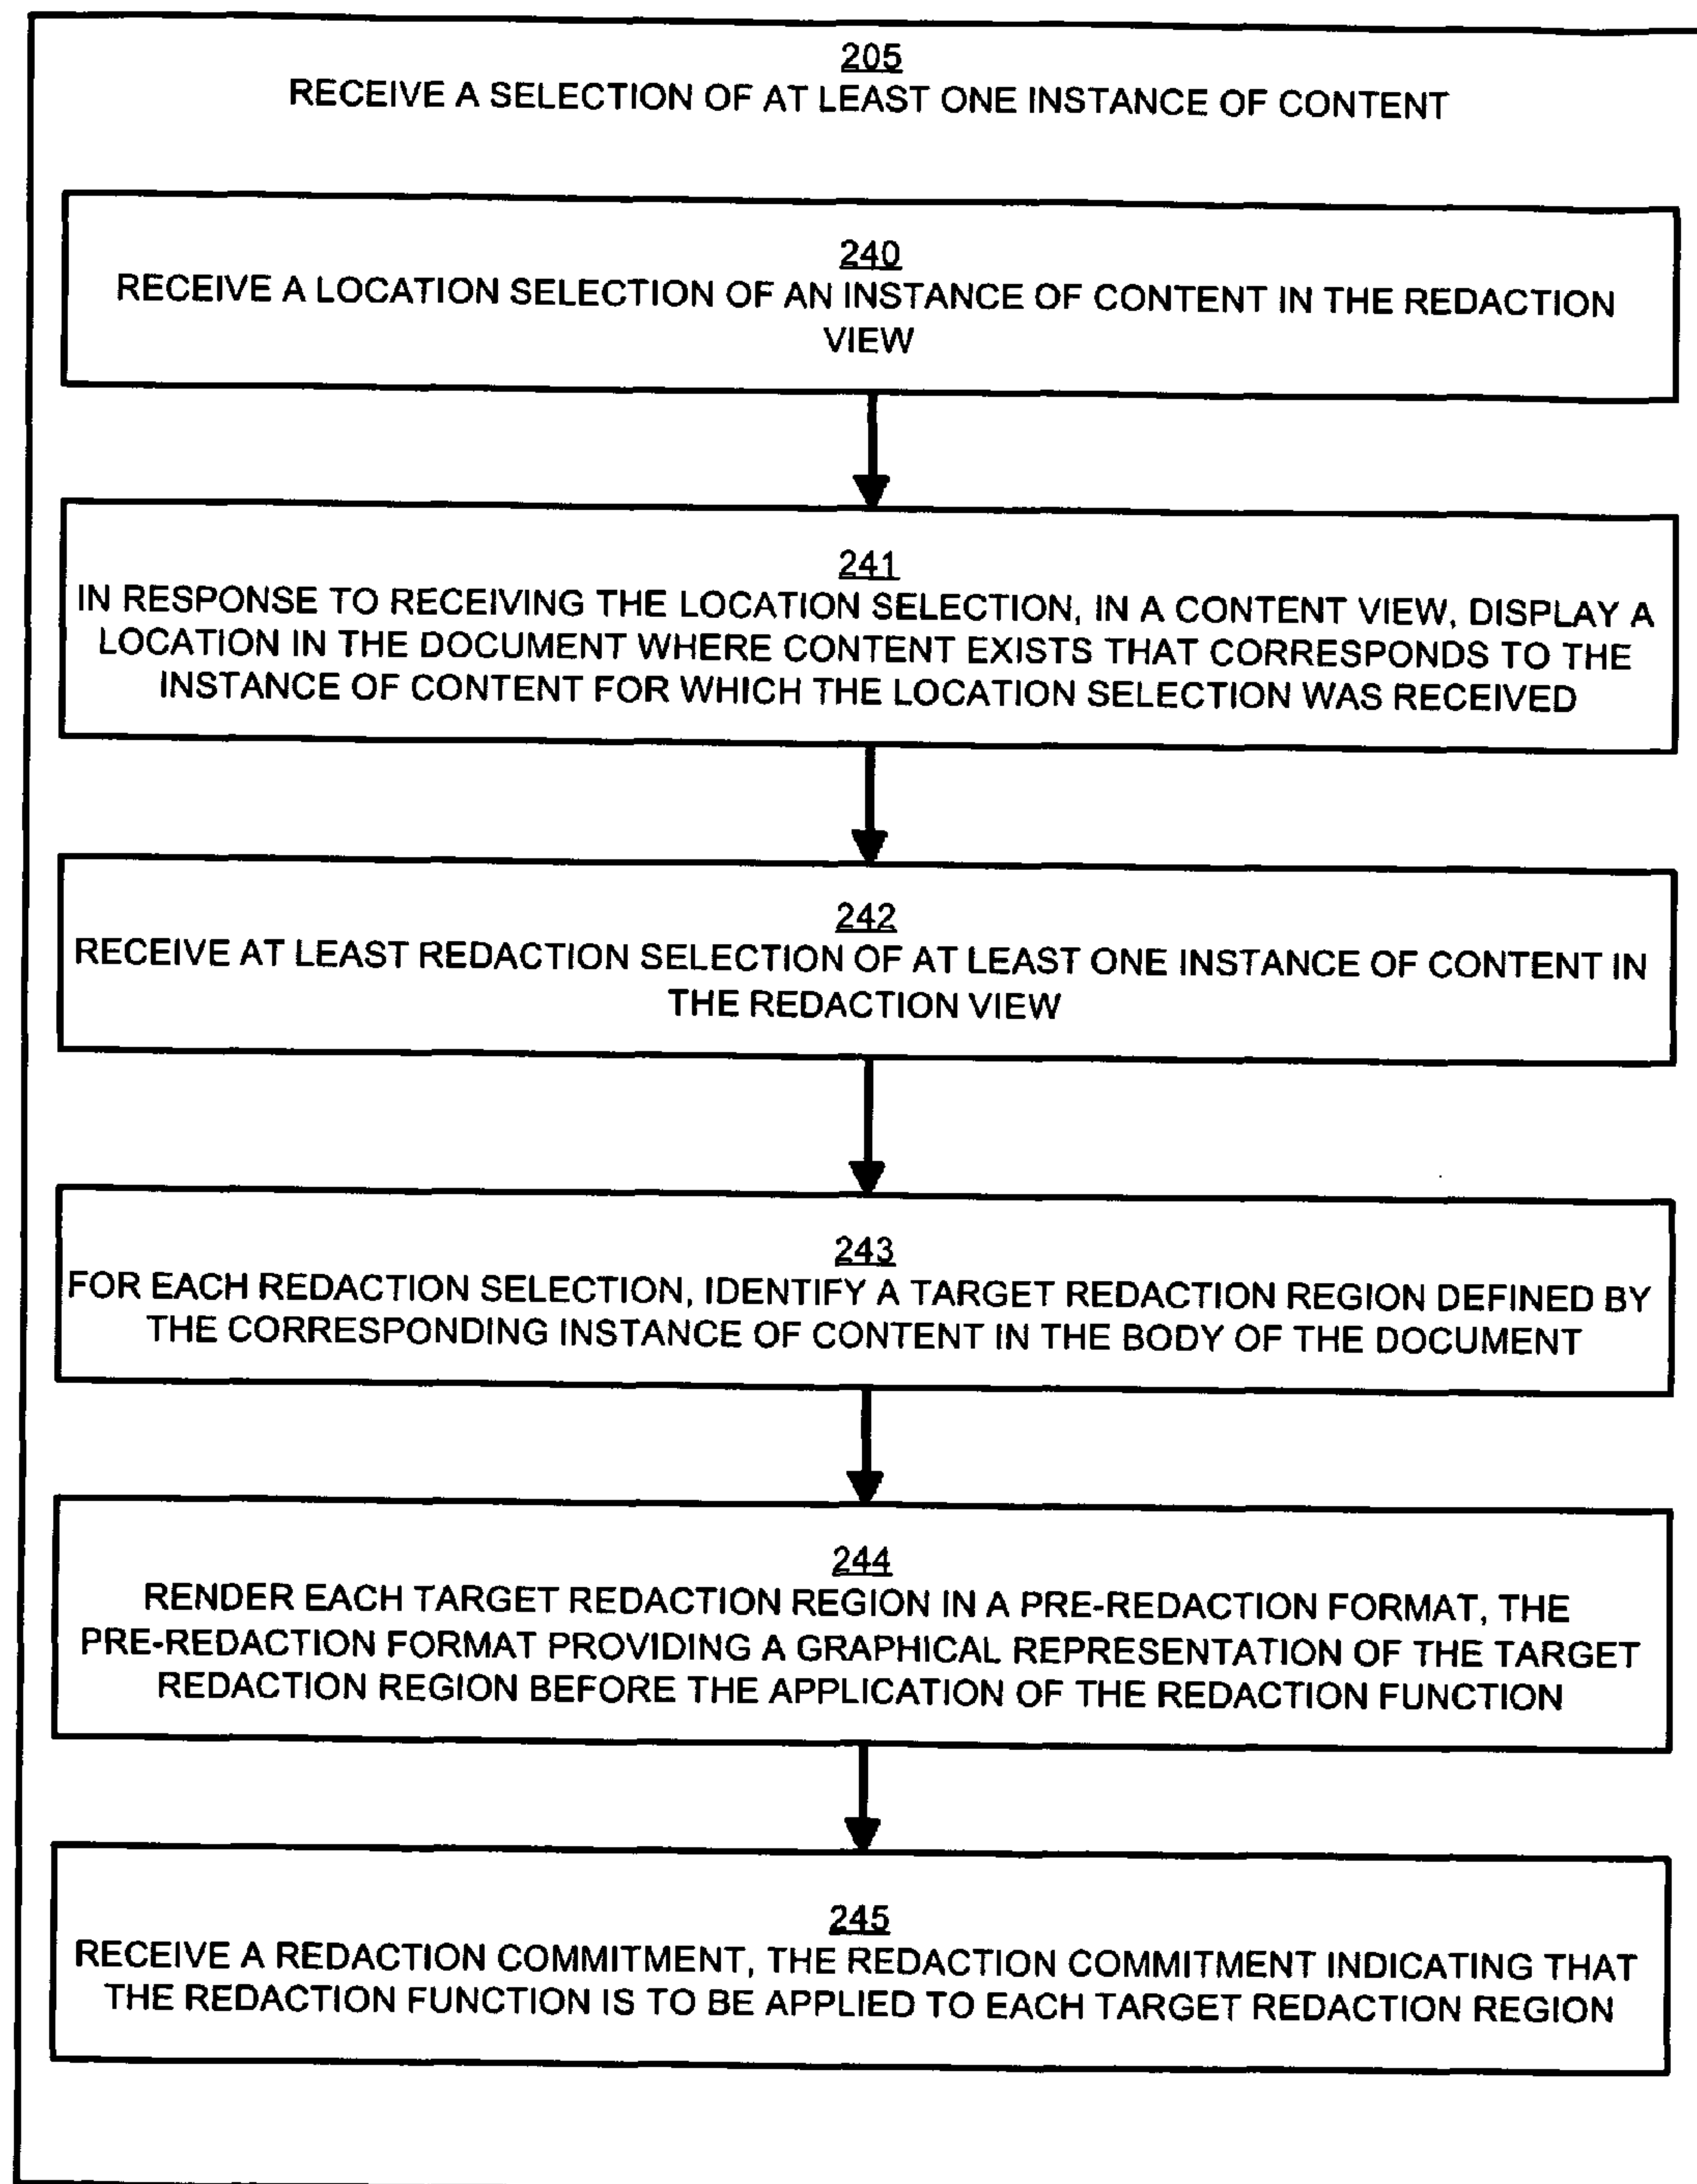 205
RECEIVE A SELECTION OF AT LEAST ONE INSTANCE OF CONTENT
240
RECEIVE A LOCATION SELECTION OF AN INSTANCE OF CONTENT IN THE REDACTION
VIEW
241
IN RESPONSE TO RECEIVING THE LOCATION SELECTION, IN A CONTENT VIEW, DISPLAY A
LOCATION IN THE DOCUMENT WHERE CONTENT EXISTS THAT CORRESPONDS TO THE
INSTANCE OF CONTENT FOR WHICH THE LOCATION SELECTION WAS RECEIVED
242
RECEIVE AT LEAST REDACTION SELECTION OF AT LEAST ONE INSTANCE OF CONTENT IN
THE REDACTION VIEW
243
FOR EACH REDACTION SELECTION, IDENTIFY A TARGET REDACTION REGION DEFINED BY
THE CORRESPONDING INSTANCE OF CONTENT IN THE BODY OF THE DOCUMENT
244
RENDER EACH TARGET REDACTION REGION IN A PRE-REDACTION FORMAT, THE
PRE-REDACTION FORMAT PROVIDING A GRAPHICAL REPRESENTATION OF THE TARGET
REDACTION REGION BEFORE THE APPLICATION OF THE REDACTION FUNCTION
245
RECEIVE A REDACTION COMMITMENT, THE REDACTION COMMITMENT INDICATING THAT
THE REDACTION FUNCTION IS TO BE APPLIED TO EACH TARGET REDACTION REGION